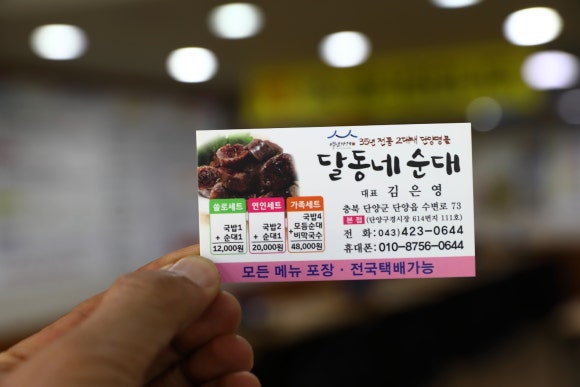 35년 전통 2대째 단양명물
달동네 순대
대표 김은영
충북 단양군 단양읍 수변로 73
본점 (단양구경시장 614번지 111호)
전 화: 043)423-0644
휴대폰: 010-8756-0644
쏠로세트
국밥1
+
순대1
12,000원
연인세트
국밥2
+
순대1
20,000원
가족세트
국밥4
+모듬순대
+비막국수
48,000원
모든 메뉴 포장 · 전국택배가능